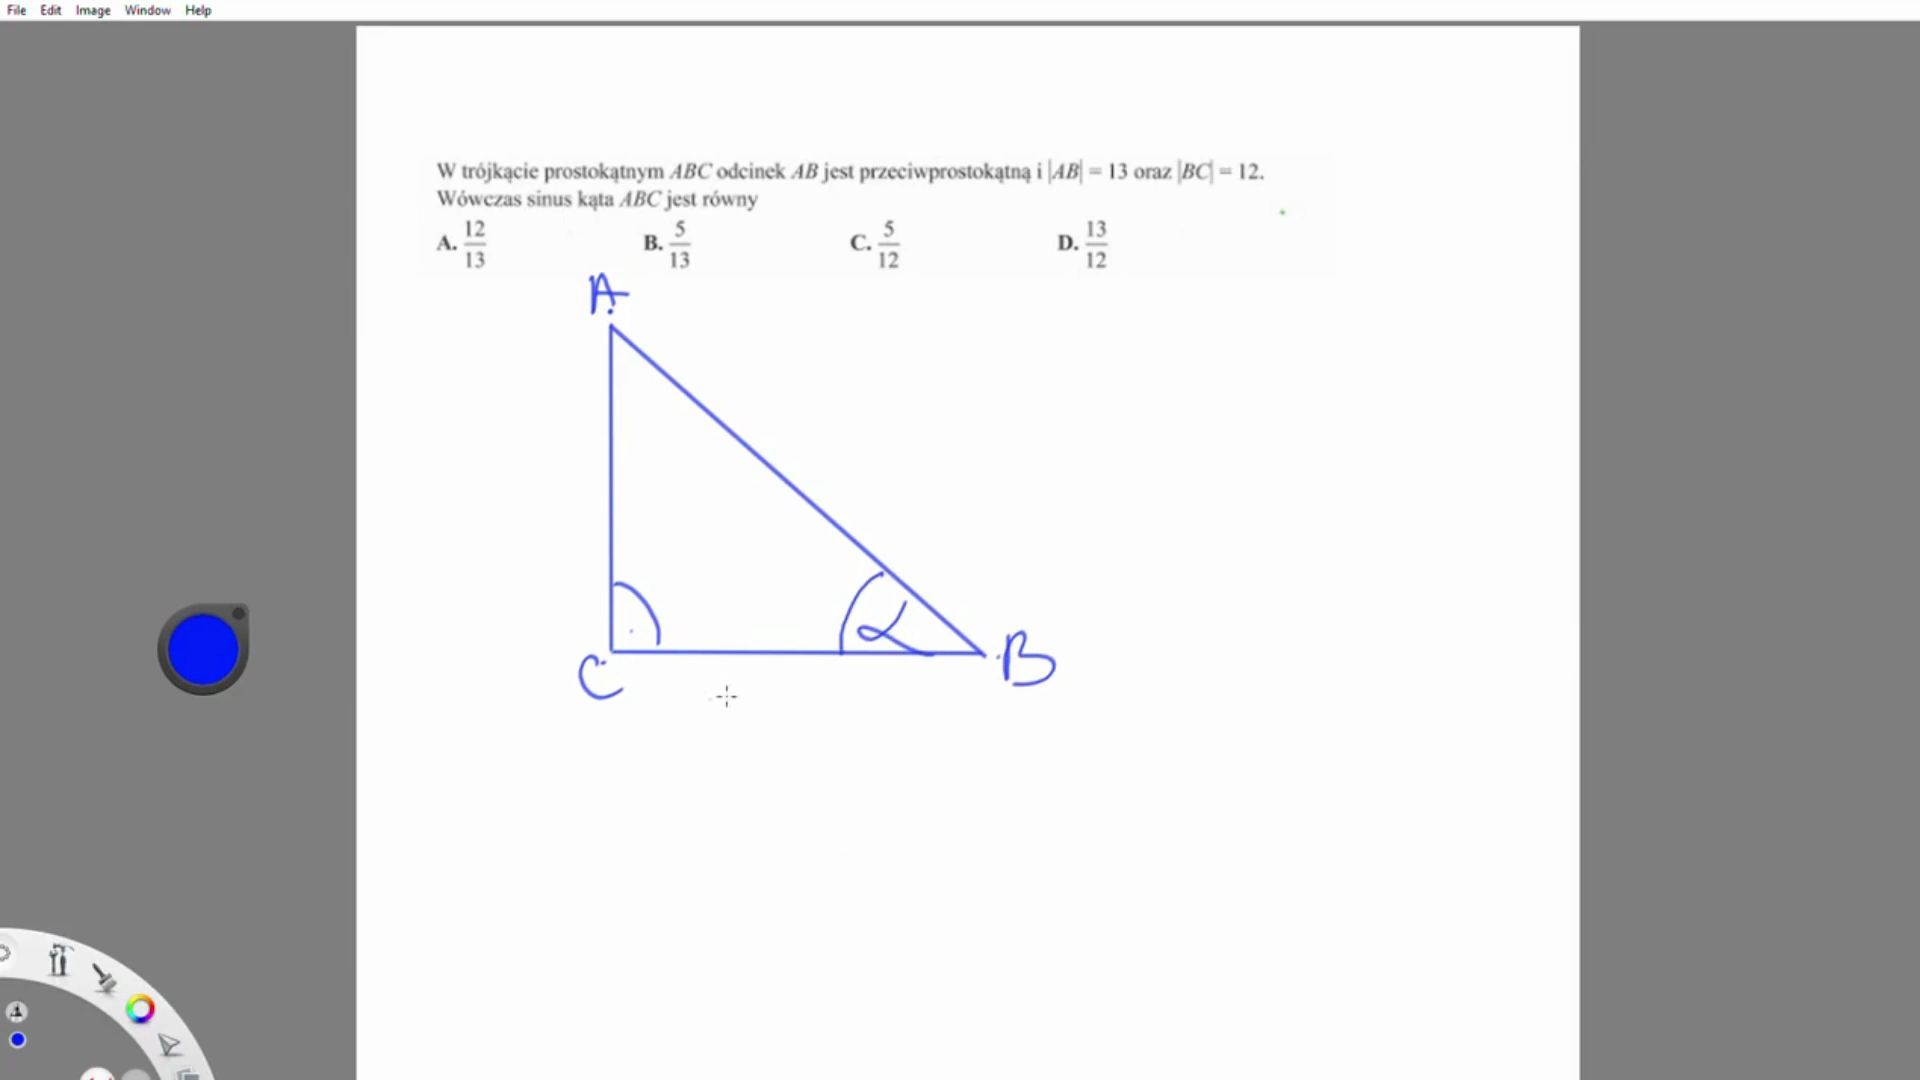 File Edit Image Window Help
W trójkącie prostokątnym ABC odcinek AB jest przeciwprostokątną i |AB| = 13 oraz |BC| = 12.
Wówczas sinus kąta ABC jest równy
A. 12/13 B. 5/13 C. 5/12 D. 13/12
A
α
C
B